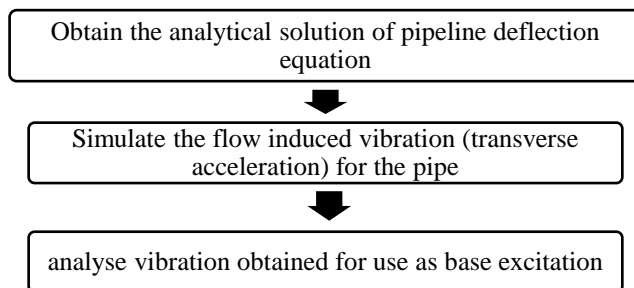 Obtain the analytical solution of pipeline deflection
equation
Simulate the flow induced vibration (transverse
acceleration) for the pipe
analyse vibration obtained for use as base excitation